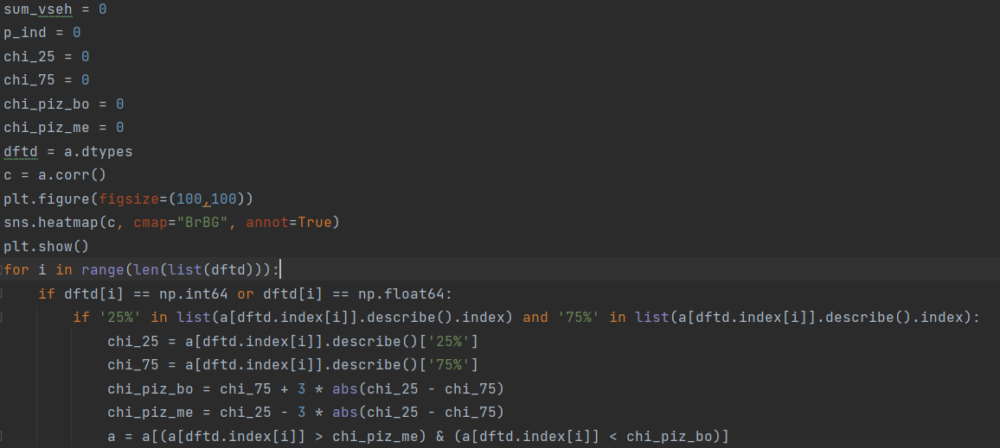 sum_vseh = 0
p_ind = 0
chi_25 = 0
chi_75 = 0
chi_piz_bo = 0
chi_piz_me = 0
dftd = a.dtypes
c = a.corr()
plt.figure(figsize=(100,100))
sns.heatmap(c, cmap="BrBG", annot=True)
plt.show()
for i in range(len(list(dftd))):
    if dftd[i] == np.int64 or dftd[i] == np.float64:
        if '25%' in list(a[dftd.index[i]].describe().index) and '75%' in list(a[dftd.index[i]].describe().index):
            chi_25 = a[dftd.index[i]].describe()['25%']
            chi_75 = a[dftd.index[i]].describe()['75%']
            chi_piz_bo = chi_75 + 3 * abs(chi_25 - chi_75)
            chi_piz_me = chi_25 - 3 * abs(chi_25 - chi_75)
            a = a[(a[dftd.index[i]] > chi_piz_me) & (a[dftd.index[i]] < chi_piz_bo)]